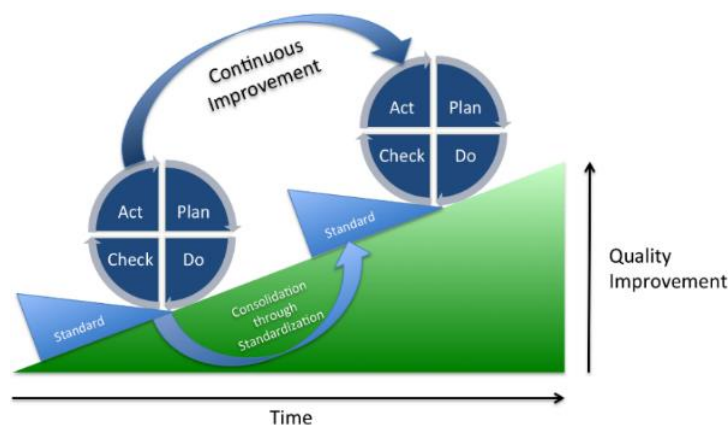 Continuous
Improvement
Act Plan
Check Do
Act Plan
Check Do
Standard
Standard
Consolidation
through
Standardization
Quality
Improvement
Time